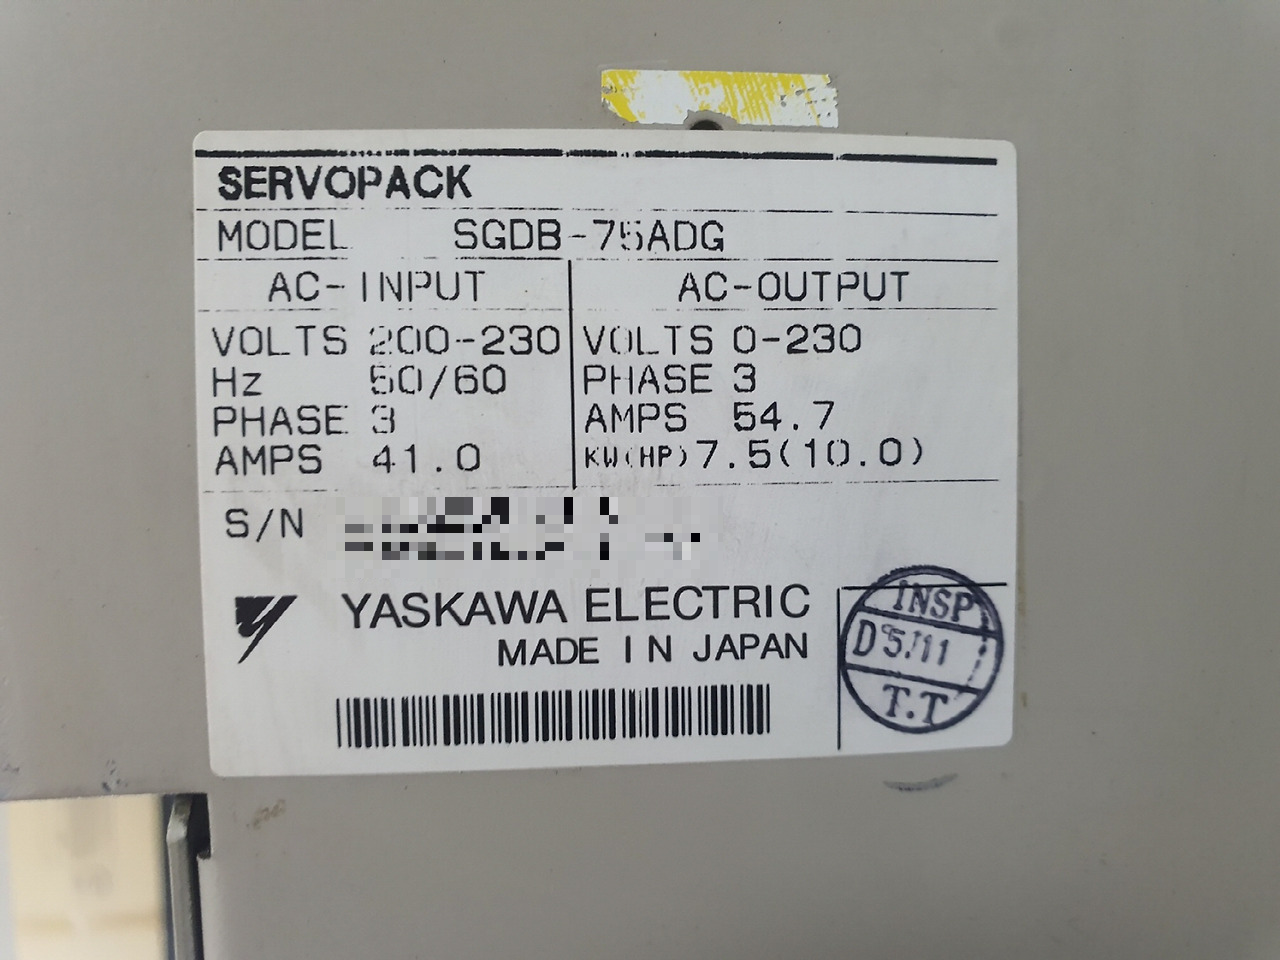 SERVOPACK
MODEL SGDB-75ADG
AC-INPUT AC-OUTPUT
VOLTS 200-230 VOLTS 0-230
Hz 50/60 PHASE 3
PHASE 3 AMPS 54.7
AMPS 41.0 KW(HP) 7.5(10.0)
S/N
YASKAWA ELECTRIC
MADE IN JAPAN
INSP
D 5.11
T.T